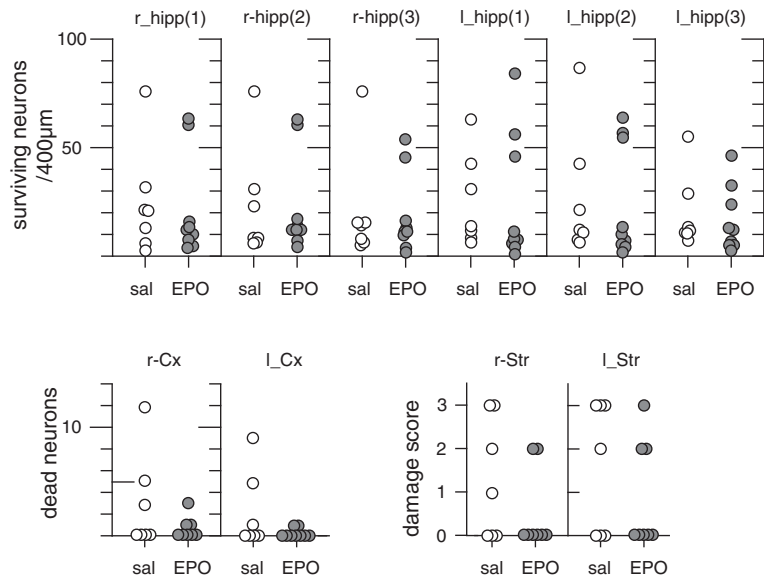 r_hipp(1) r-hipp(2) r-hipp(3) l_hipp(1) l_hipp(2) l_hipp(3)
100
50
surviving neurons
/400μm
sal EPO sal EPO sal EPO sal EPO sal EPO sal EPO
r-Cx l_Cx r-Str l_Str
10
dead neurons
3
2
1
0
damage score
sal EPO sal EPO sal EPO sal EPO